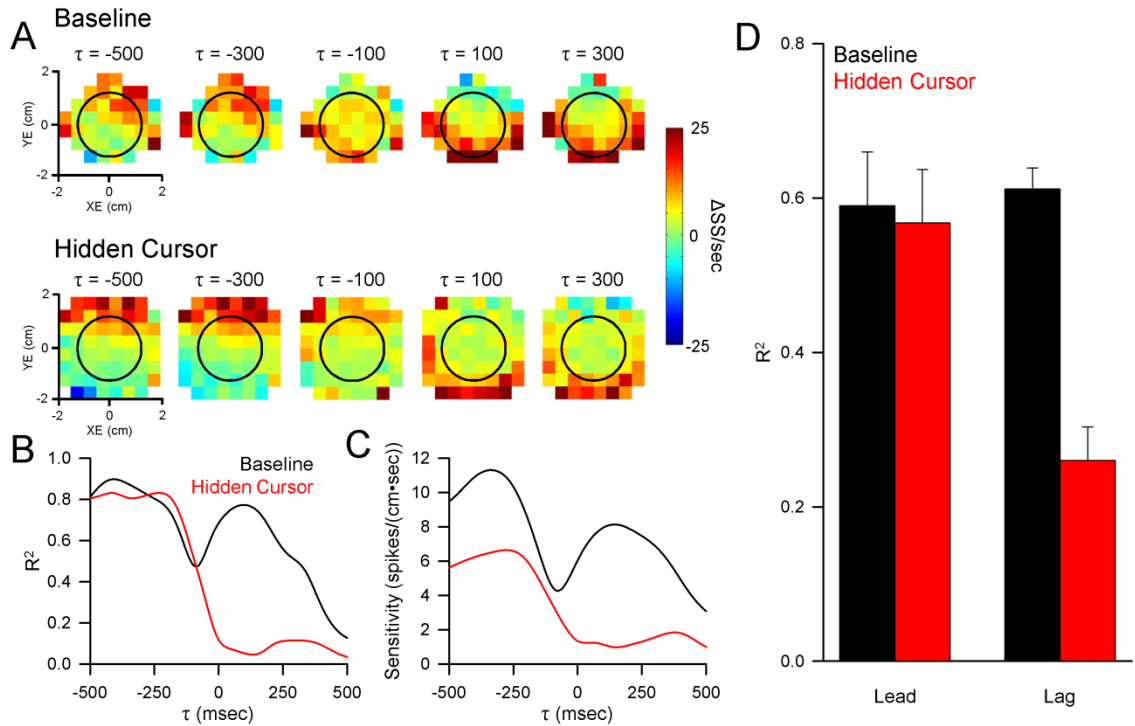 A
Baseline
τ = -500 τ = -300 τ = -100 τ = 100 τ = 300
2
0
-2
YE (cm)
-2 0 2
XE (cm)
25
0
-25
ΔSS/sec
Hidden Cursor
τ = -500 τ = -300 τ = -100 τ = 100 τ = 300
2
0
-2
YE (cm)
-2 0 2
XE (cm)
B
Baseline
Hidden Cursor
1.0
0.8
0.6
0.4
0.2
0.0
R²
-500 -250 0 250 500
τ (msec)
C
12
10
8
6
4
2
0
Sensitivity (spikes/(cm•sec))
-500 -250 0 250 500
τ (msec)
D
Baseline
Hidden Cursor
0.8
0.6
0.4
0.2
0.0
R²
Lead Lag